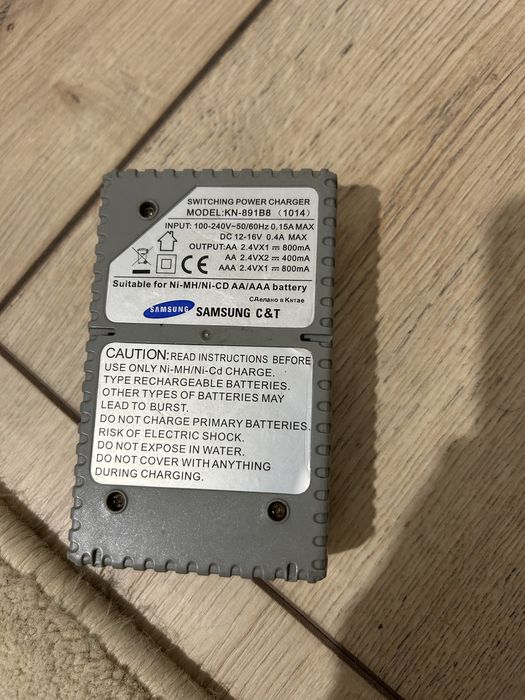 SWITCHING POWER CHARGER
MODEL:KN-891B8 (1014)
INPUT: 100-240V~50/60Hz 0.15A MAX
DC 12-16V 0.4A MAX
OUTPUT:AA 2.4VX1 ⎓ 800mA
AA 2.4VX2 ⎓ 400mA
AAA 2.4VX1 ⎓ 800mA
CE
Suitable for Ni-MH/Ni-CD AA/AAA battery
СДелано в Китае
SAMSUNG SAMSUNG C&T
CAUTION: READ INSTRUCTIONS BEFORE
USE ONLY Ni-MH/Ni-Cd CHARGE.
TYPE RECHARGEABLE BATTERIES.
OTHER TYPES OF BATTERIES MAY
LEAD TO BURST.
DO NOT CHARGE PRIMARY BATTERIES.
RISK OF ELECTRIC SHOCK.
DO NOT EXPOSE IN WATER.
DO NOT COVER WITH ANYTHING
DURING CHARGING.